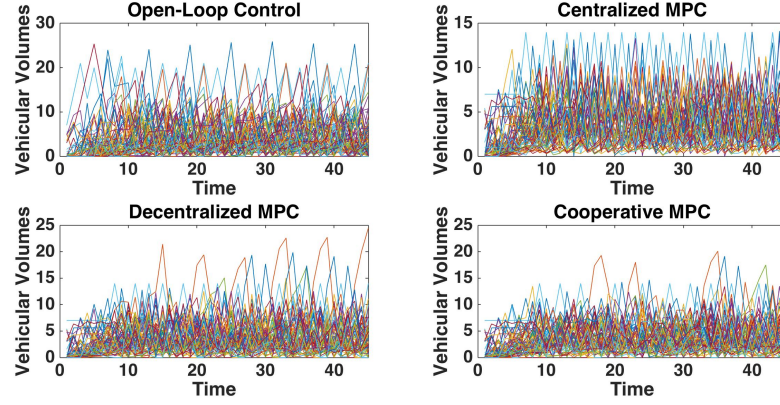 Open-Loop Control
Vehicular Volumes
30
20
10
0
0 10 20 30 40
Time
Centralized MPC
Vehicular Volumes
15
10
5
0
0 10 20 30 40
Time
Decentralized MPC
Vehicular Volumes
25
20
15
10
5
0
0 10 20 30 40
Time
Cooperative MPC
Vehicular Volumes
25
20
15
10
5
0
0 10 20 30 40
Time